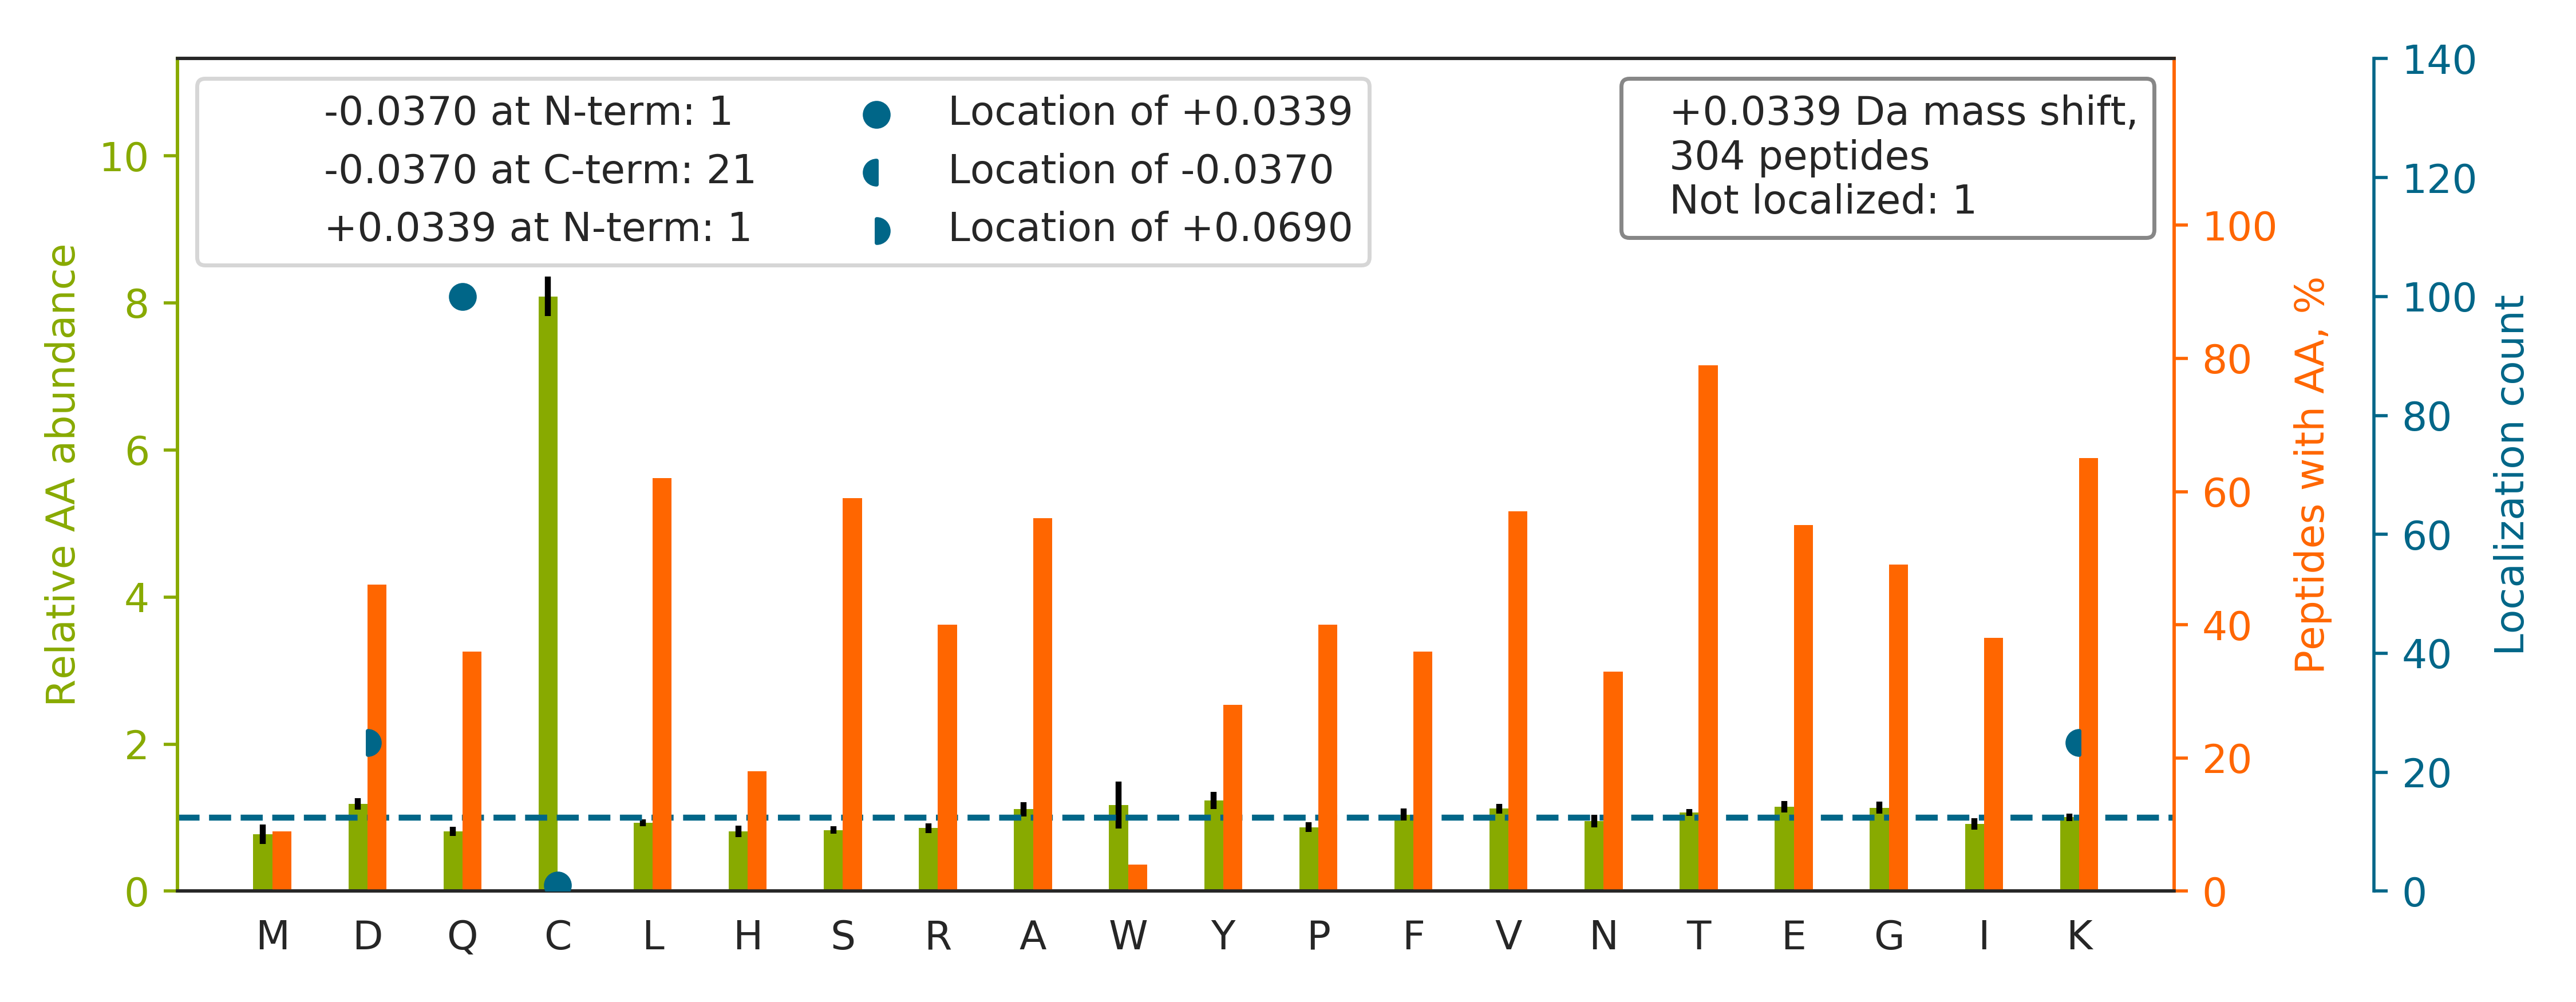 -0.0370 at N-term: 1
-0.0370 at C-term: 21
+0.0339 at N-term: 1
Location of +0.0339
Location of -0.0370
Location of +0.0690
+0.0339 Da mass shift,
304 peptides
Not localized: 1
Relative AA abundance
10
8
6
4
2
0
M D Q C L H S R A W Y P F V N T E G I K
100
80
60
40
20
0
Peptides with AA, %
140
120
100
80
60
40
20
0
Localization count